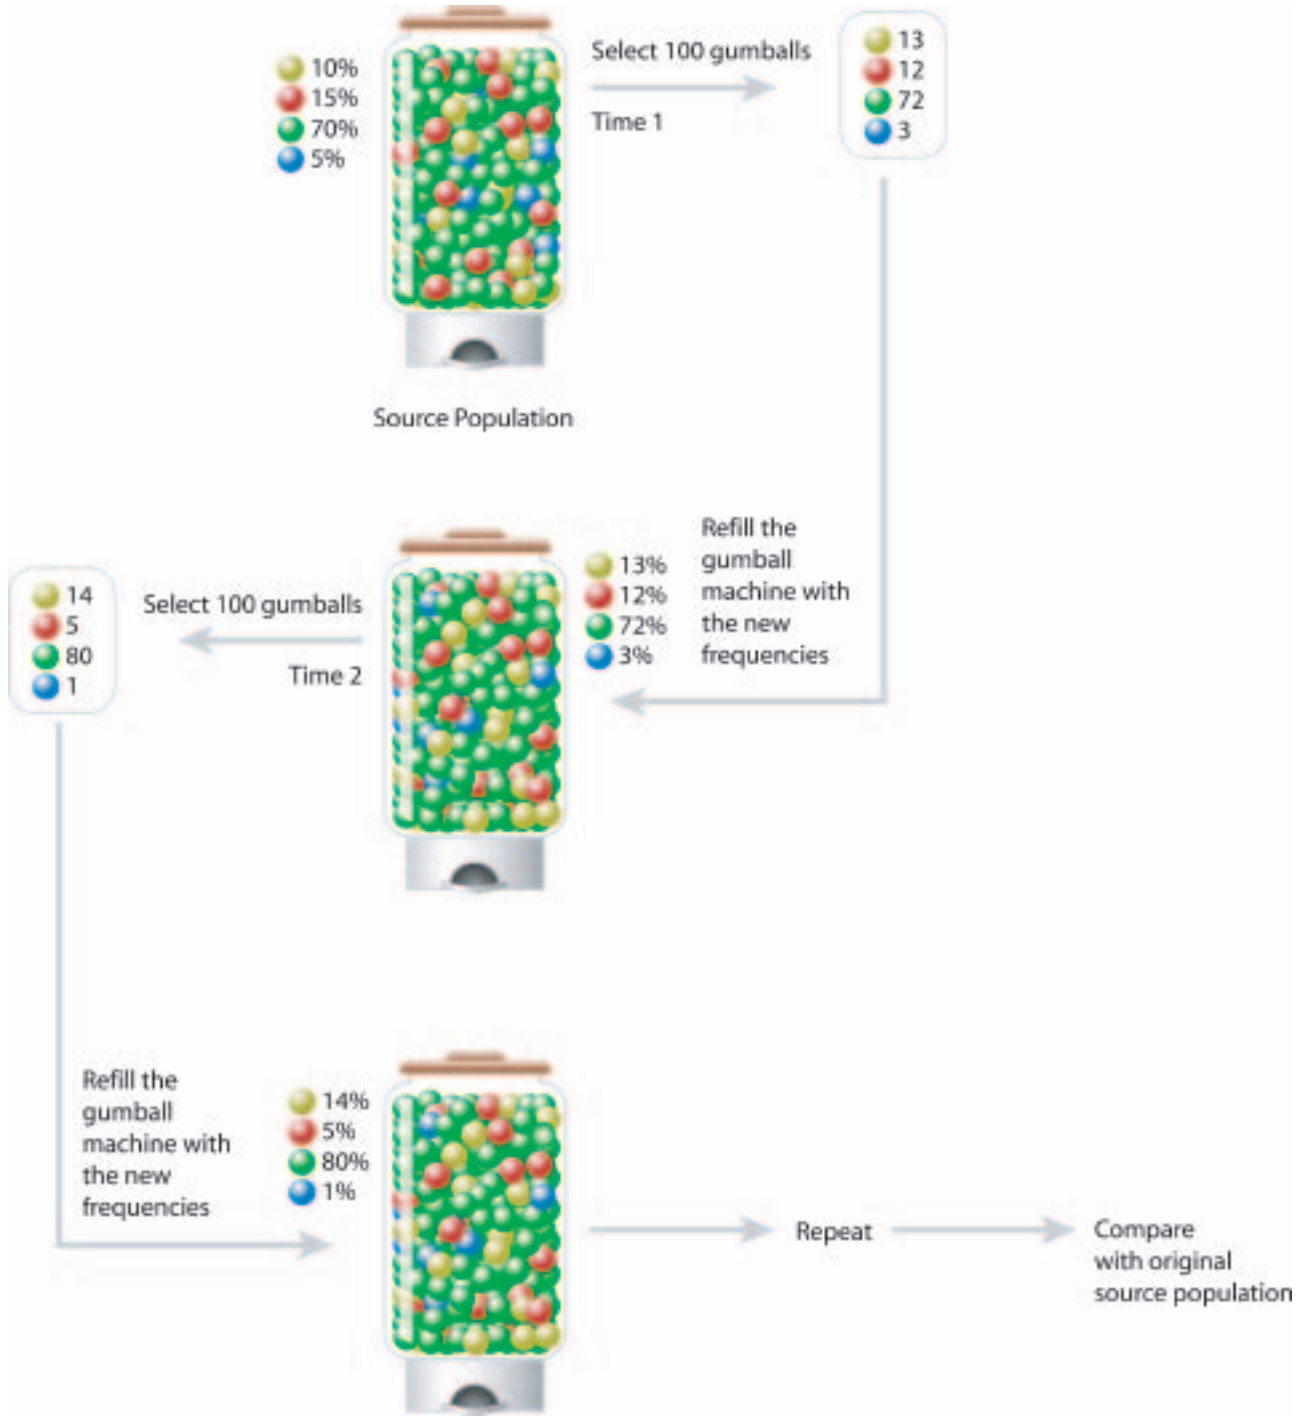 10%
15%
70%
5%
Select 100 gumballs
Time 1
13
12
72
3
Source Population
Refill the
gumball
machine with
the new
frequencies
13%
12%
72%
3%
Select 100 gumballs
Time 2
14
5
80
1
Refill the
gumball
machine with
the new
frequencies
14%
5%
80%
1%
Repeat
Compare
with original
source population